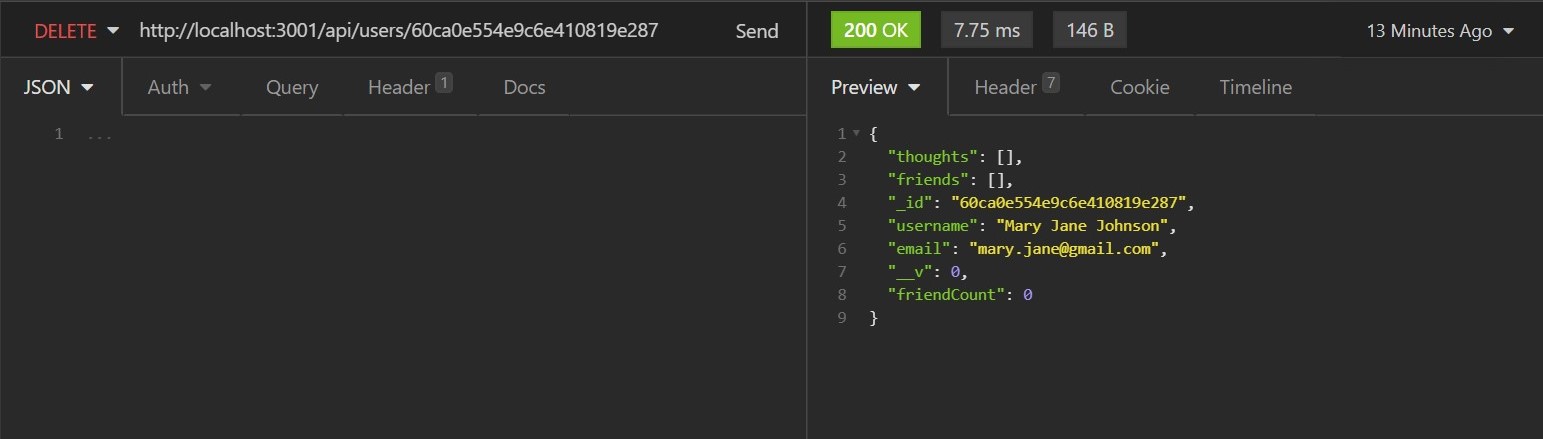 DELETE http://localhost:3001/api/users/60ca0e554e9c6e410819e287 Send
200 OK 7.75 ms 146 B 13 Minutes Ago
JSON Auth Query Header 1 Docs
Preview Header 7 Cookie Timeline
1 ...
1 {
2 "thoughts": [],
3 "friends": [],
4 "_id": "60ca0e554e9c6e410819e287",
5 "username": "Mary Jane Johnson",
6 "email": "mary.jane@gmail.com",
7 "__v": 0,
8 "friendCount": 0
9 }